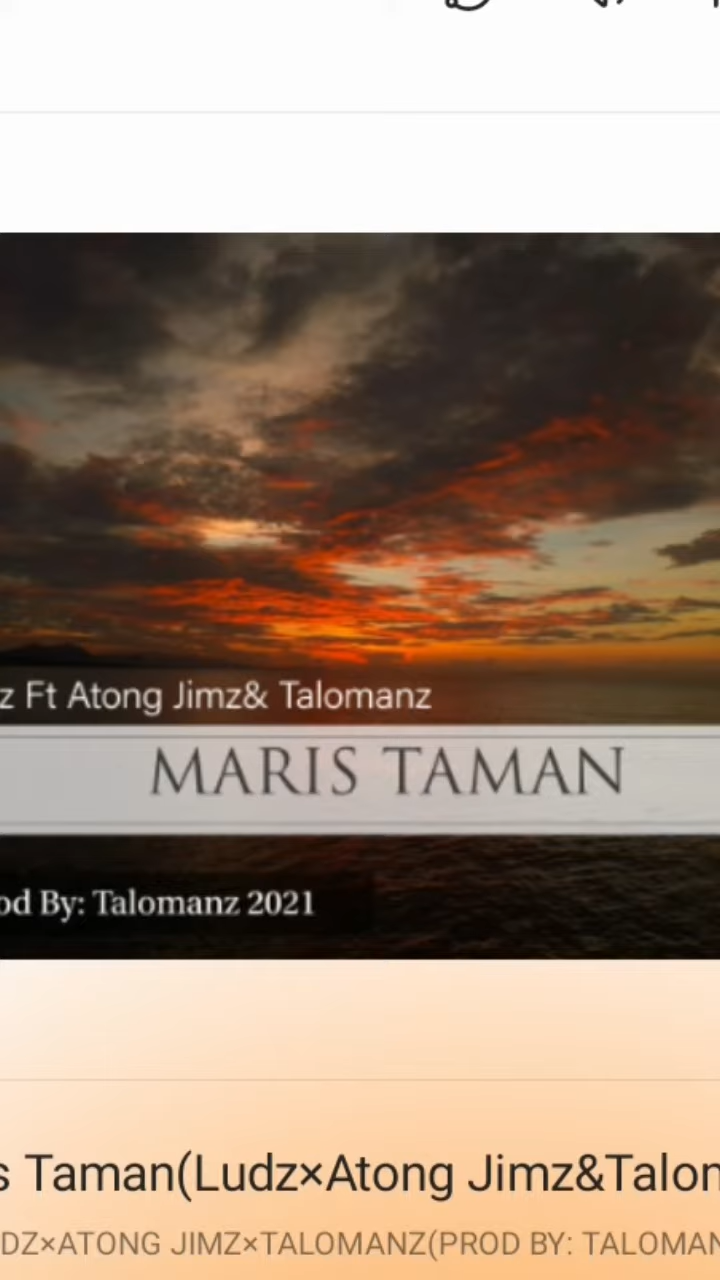 z Ft Atong Jimz& Talomanz
MARIS TAMAN
od By: Talomanz 2021
s Taman(Ludz×Atong Jimz&Talom
DZ×ATONG JIMZ×TALOMANZ(PROD BY: TALOMAN